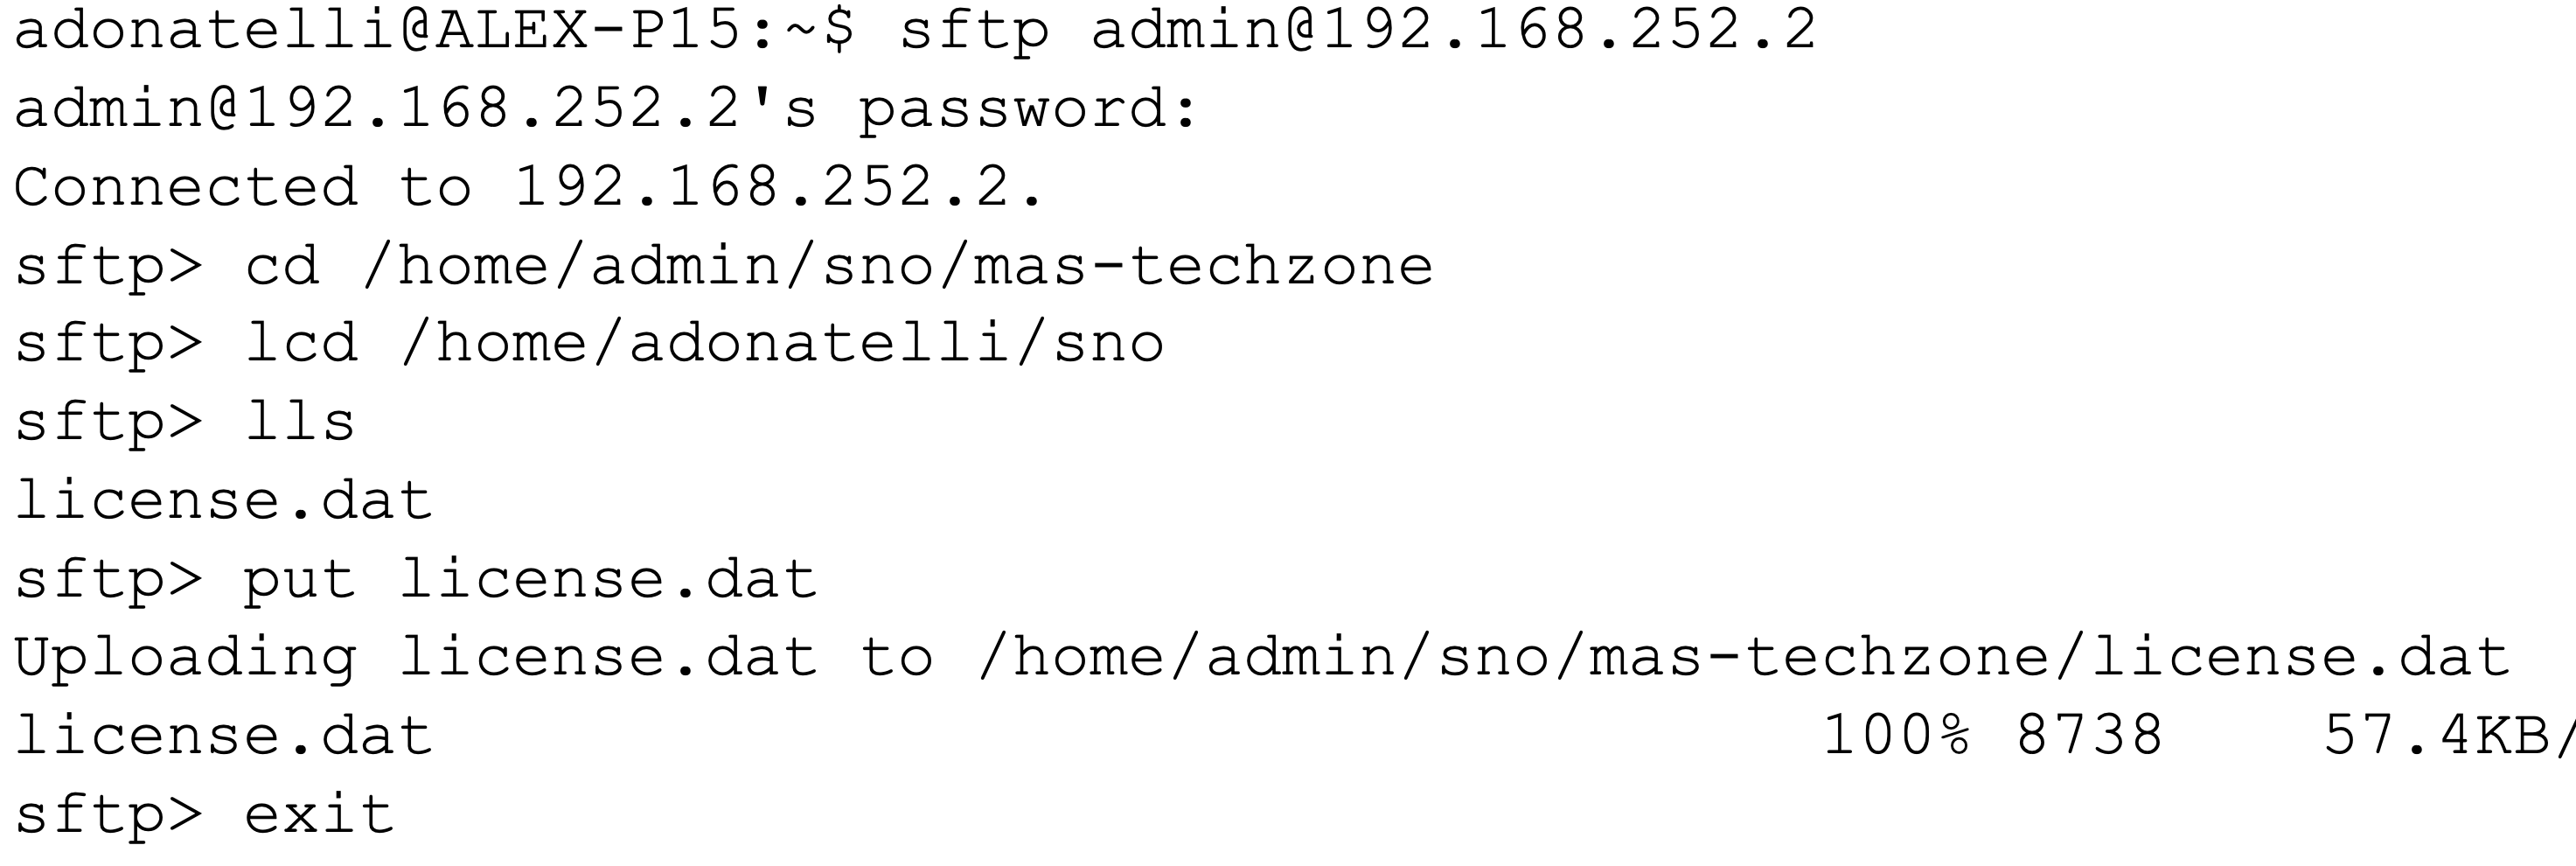 adonatelli@ALEX-P15:~$ sftp admin@192.168.252.2
admin@192.168.252.2's password:
Connected to 192.168.252.2.
sftp> cd /home/admin/sno/mas-techzone
sftp> lcd /home/adonatelli/sno
sftp> lls
license.dat
sftp> put license.dat
Uploading license.dat to /home/admin/sno/mas-techzone/license.dat
license.dat 100% 8738 57.4KB/
sftp> exit